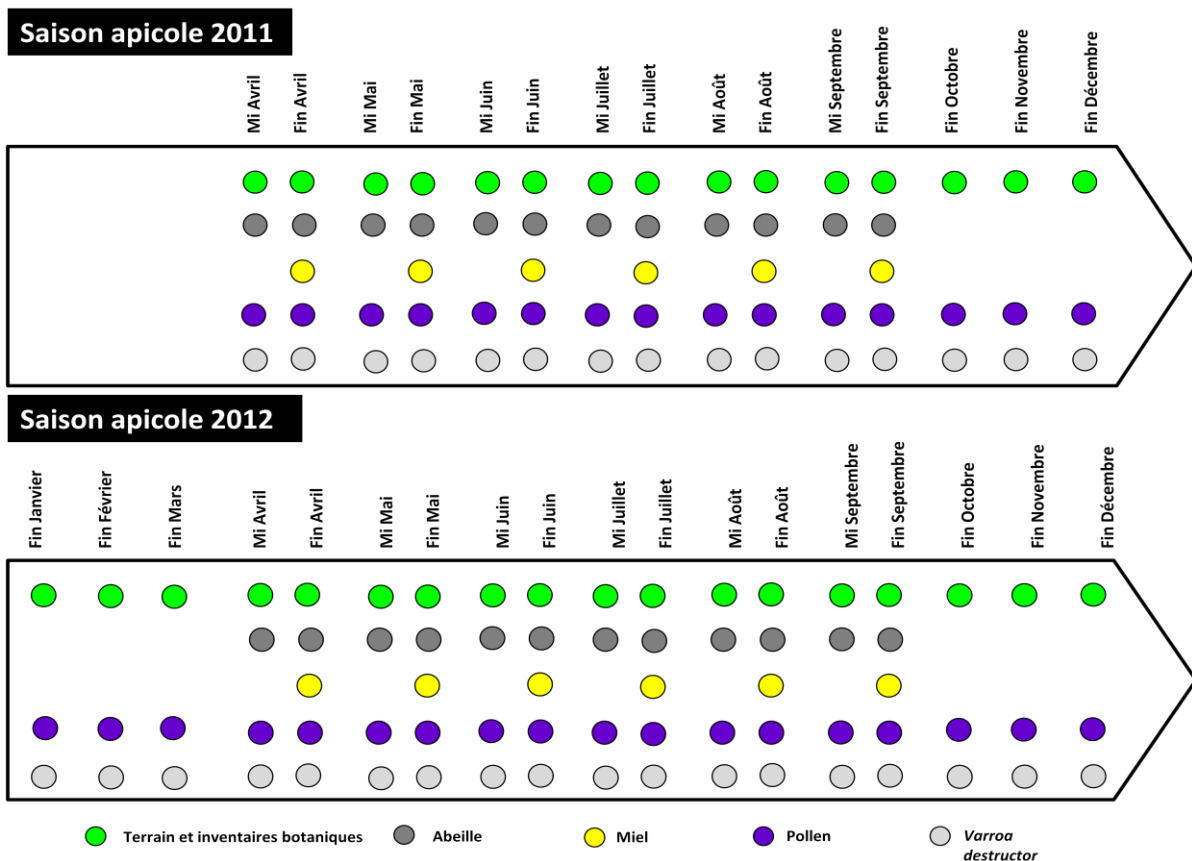 Saison apicole 2011
Mi Avril
Fin Avril
Mi Mai
Fin Mai
Mi Juin
Fin Juin
Mi Juillet
Fin Juillet
Mi Août
Fin Août
Mi Septembre
Fin Septembre
Fin Octobre
Fin Novembre
Fin Décembre
Saison apicole 2012
Fin Janvier
Fin Février
Fin Mars
Mi Avril
Fin Avril
Mi Mai
Fin Mai
Mi Juin
Fin Juin
Mi Juillet
Fin Juillet
Mi Août
Fin Août
Mi Septembre
Fin Septembre
Fin Octobre
Fin Novembre
Fin Décembre
Terrain et inventaires botaniques
Abeille
Miel
Pollen
Varroa
destructor